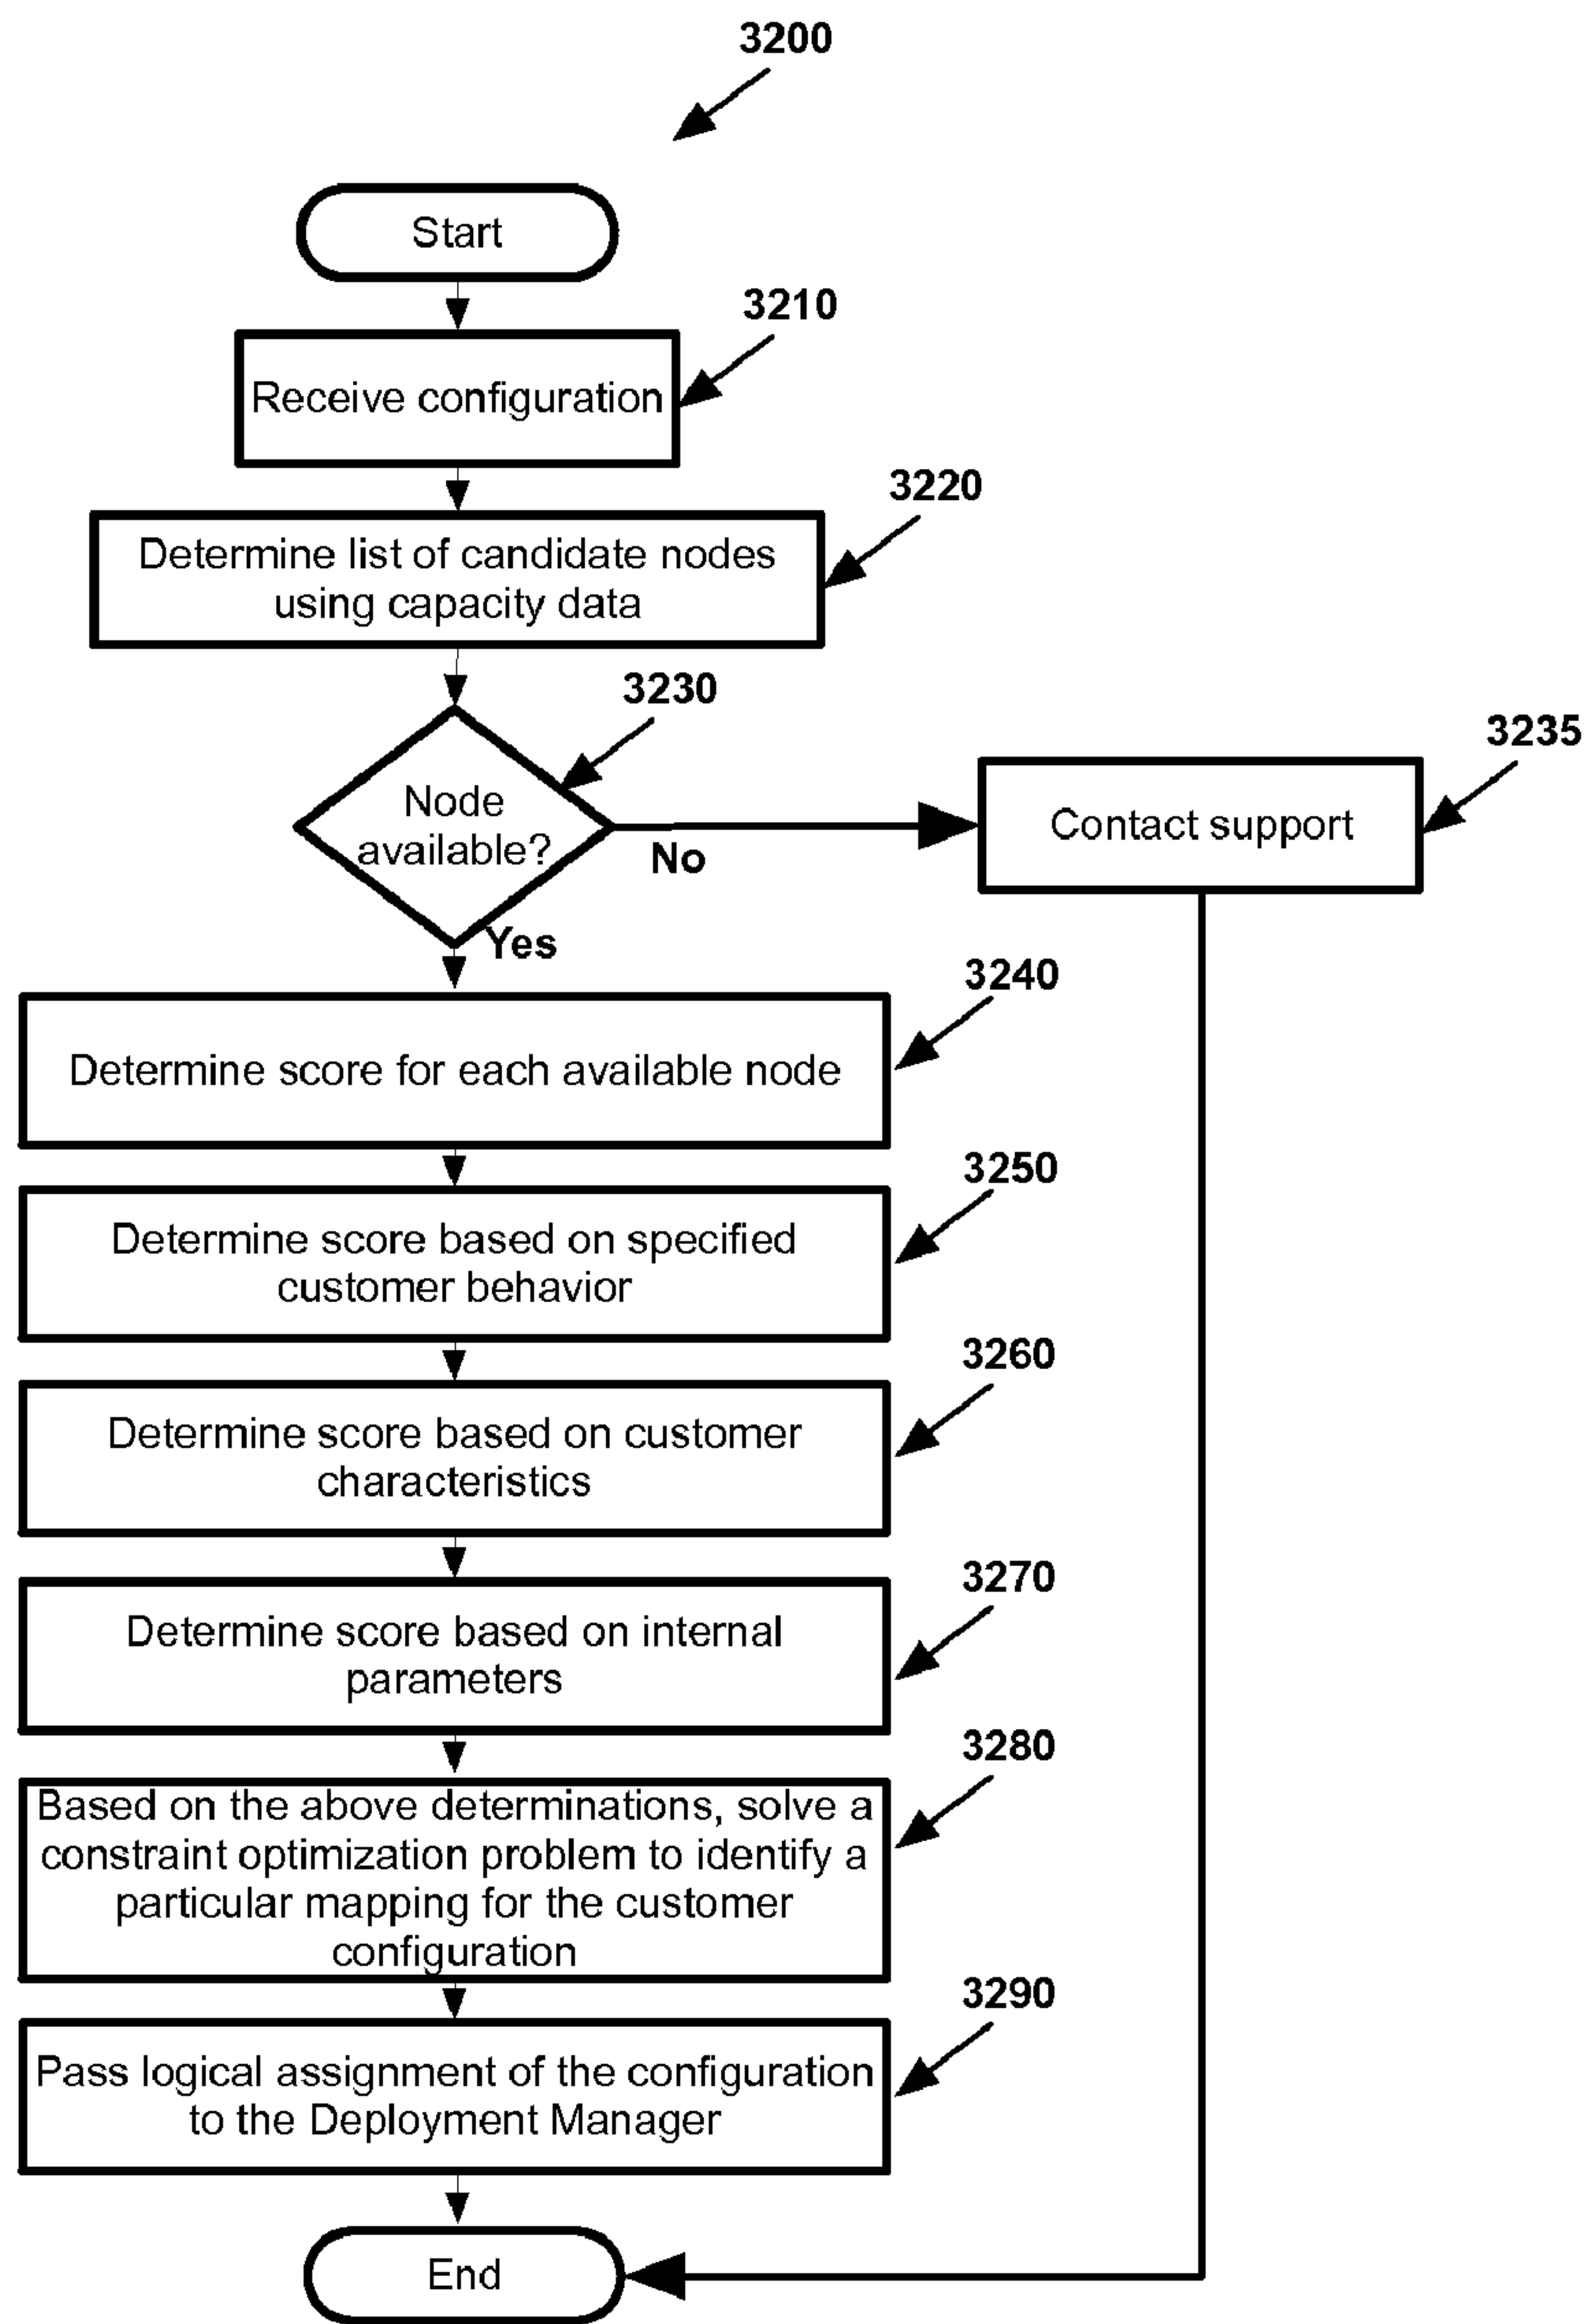 3200
Start
3210
Receive configuration
3220
Determine list of candidate nodes
using capacity data
3230
Node
available?
No
3235
Contact support
Yes
3240
Determine score for each available node
3250
Determine score based on specified
customer behavior
3260
Determine score based on customer
characteristics
3270
Determine score based on internal
parameters
3280
Based on the above determinations, solve a
constraint optimization problem to identify a
particular mapping for the customer
configuration
3290
Pass logical assignment of the configuration
to the Deployment Manager
End